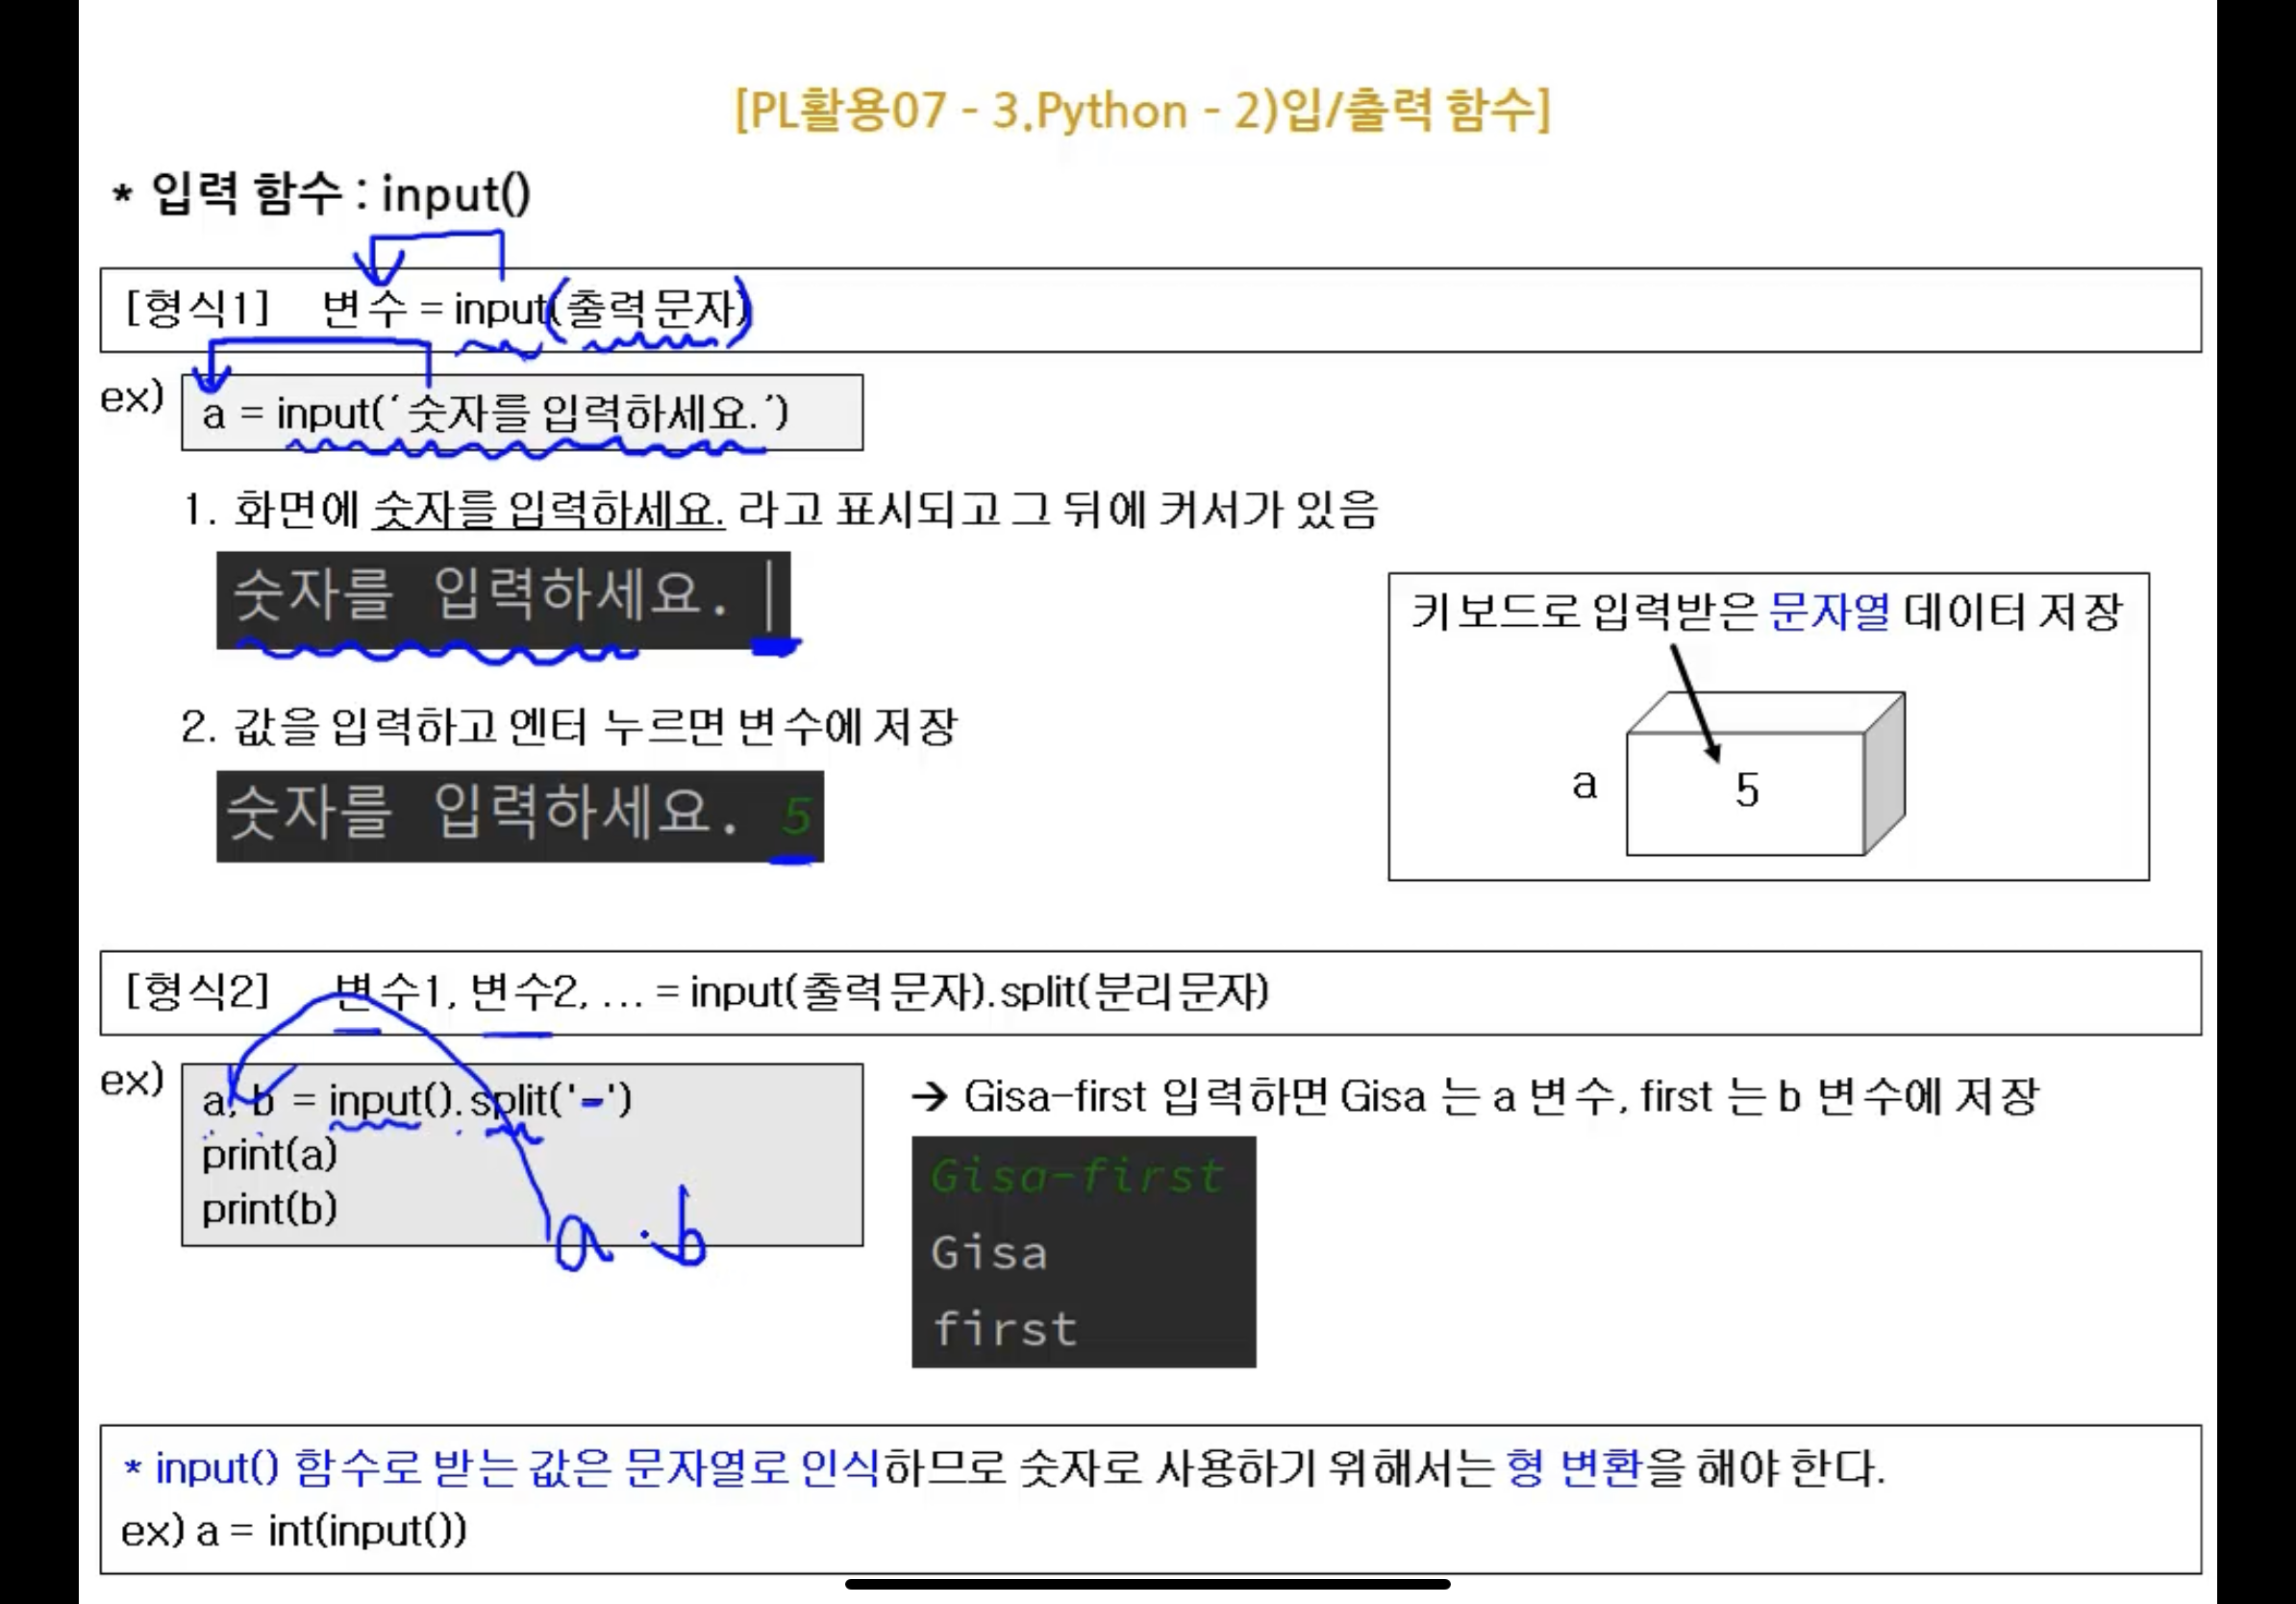 [PL활용07 - 3.Python - 2)입/출력 함수]
* 입력 함수 : input()
[형식1] 변수 = input(출력문자)
ex) a = input('숫자를 입력하세요.')
1. 화면에 숫자를 입력하세요. 라고 표시되고 그 뒤에 커서가 있음
숫자를 입력하세요.
키보드로 입력받은 문자열 데이터 저장
a 5
2. 값을 입력하고 엔터 누르면 변수에 저장
숫자를 입력하세요. 5
[형식2] 변수1, 변수2, ... = input(출력문자).split(분리문자)
ex) a, b = input().split('-')
print(a)
print(b)
a b
→ Gisa-first 입력하면 Gisa 는 a 변수, first 는 b 변수에 저장
Gisa-first
Gisa
first
* input() 함수로 받는 값은 문자열로 인식하므로 숫자로 사용하기 위해서는 형 변환을 해야 한다.
ex) a = int(input())